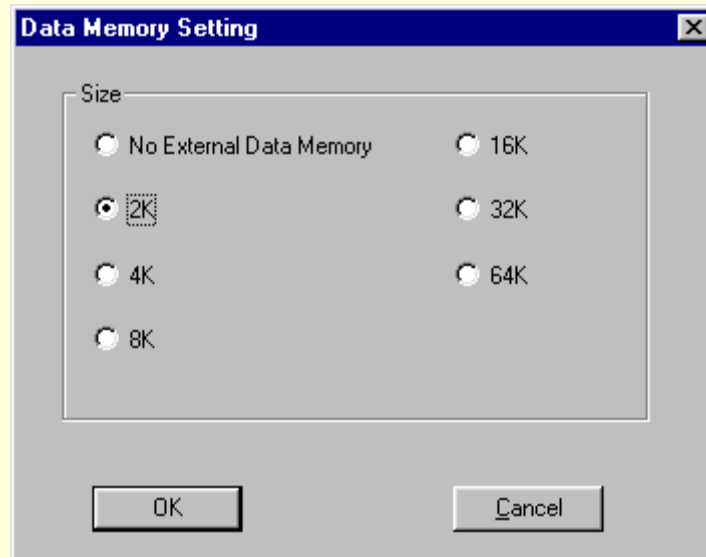 Data Memory Setting
Size
No External Data Memory
2K
4K
8K
16K
32K
64K
OK
Cancel